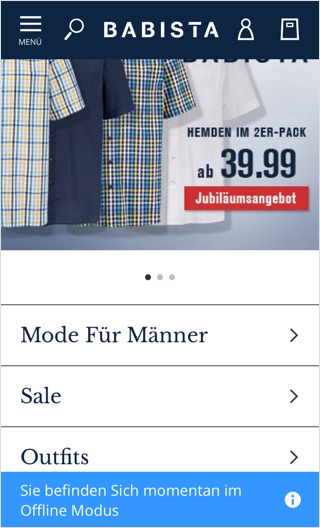 MENÜ
BABISTA
BABISTA
HEMDEN IM 2ER-PACK
ab 39.99
Jubiläumsangebot
Mode Für Männer
Sale
Outfits
Sie befinden Sich momentan im
Offline Modus